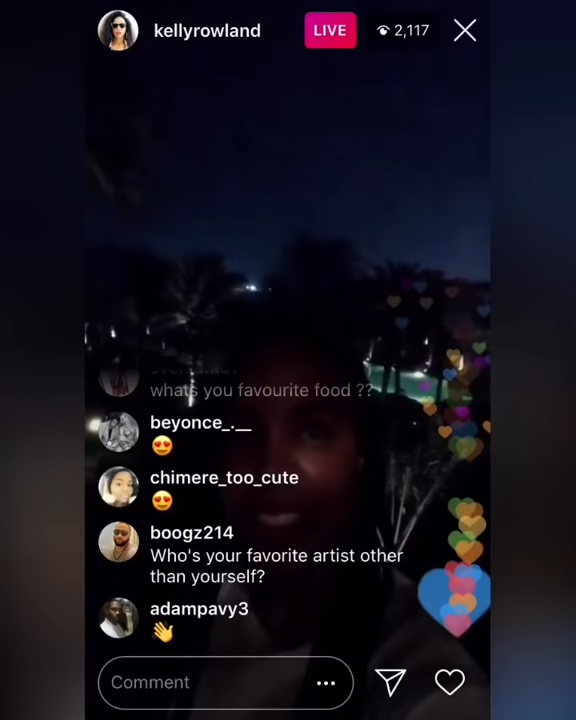 kellyrowland
LIVE
2,117
whats you favourite food ??
beyonce_.__
😍
chimere_too_cute
😍
boogz214
Who's your favorite artist other
than yourself?
adampavy3
👋
Comment